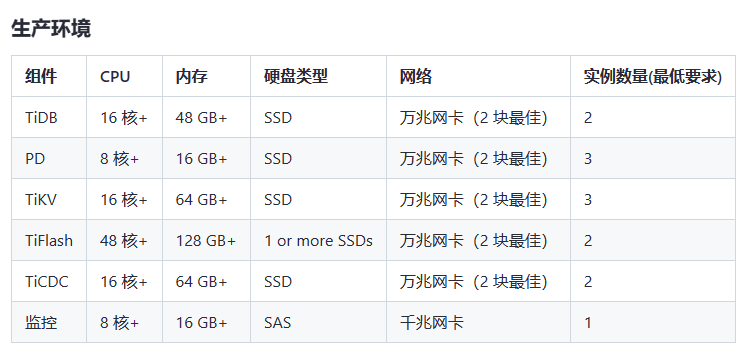 生产环境
组件 CPU 内存 硬盘类型 网络 实例数量(最低要求)
TiDB 16 核+ 48 GB+ SSD 万兆网卡（2 块最佳） 2
PD 8 核+ 16 GB+ SSD 万兆网卡（2 块最佳） 3
TiKV 16 核+ 64 GB+ SSD 万兆网卡（2 块最佳） 3
TiFlash 48 核+ 128 GB+ 1 or more SSDs 万兆网卡（2 块最佳） 2
TiCDC 16 核+ 64 GB+ SSD 万兆网卡（2 块最佳） 2
监控 8 核+ 16 GB+ SAS 千兆网卡 1